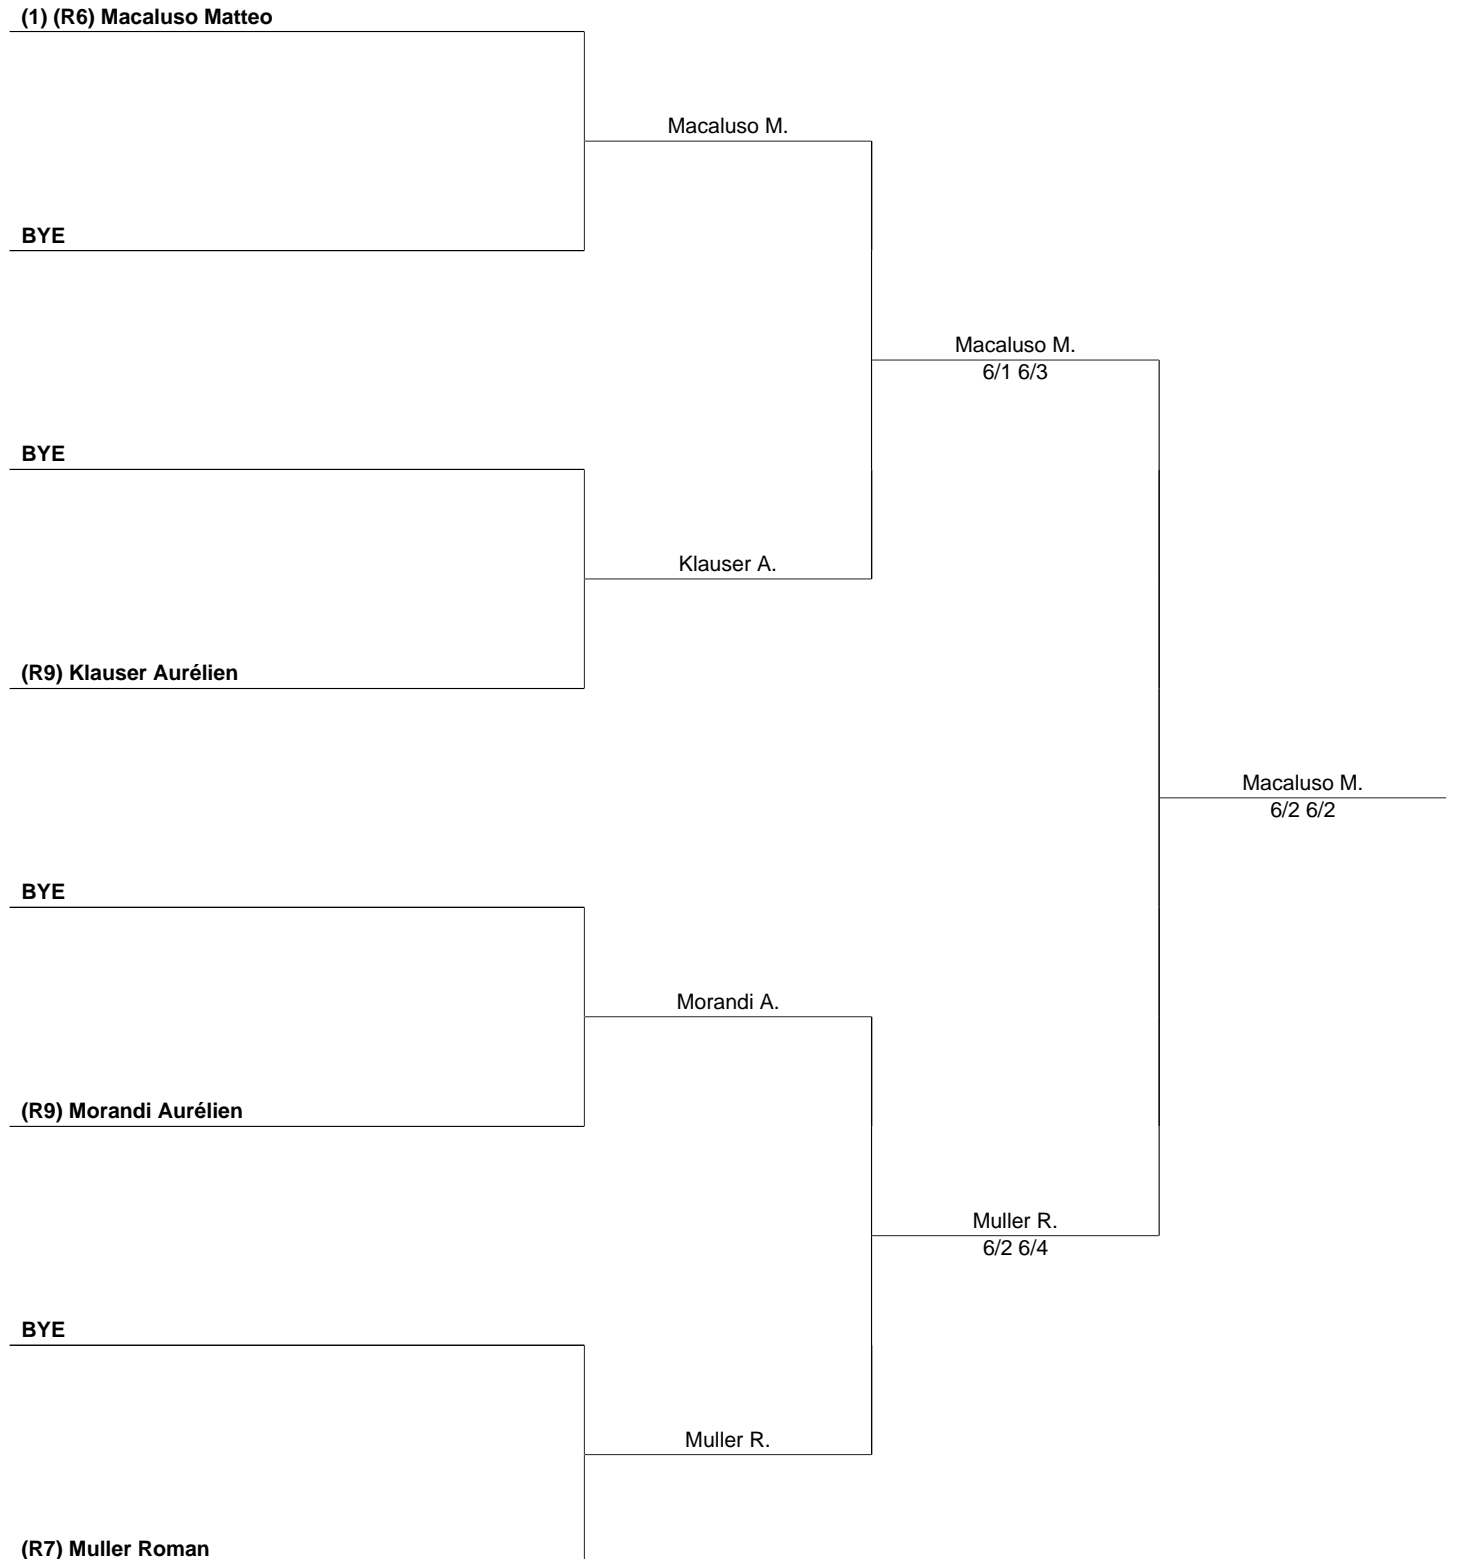 (1) (R6) Macaluso Matteo
Macaluso M.
BYE
Macaluso M.
6/1 6/3
BYE
Klauser A.
(R9) Klauser Aurélien
Macaluso M.
6/2 6/2
BYE
Morandi A.
(R9) Morandi Aurélien
Muller R.
6/2 6/4
BYE
Muller R.
(R7) Muller Roman